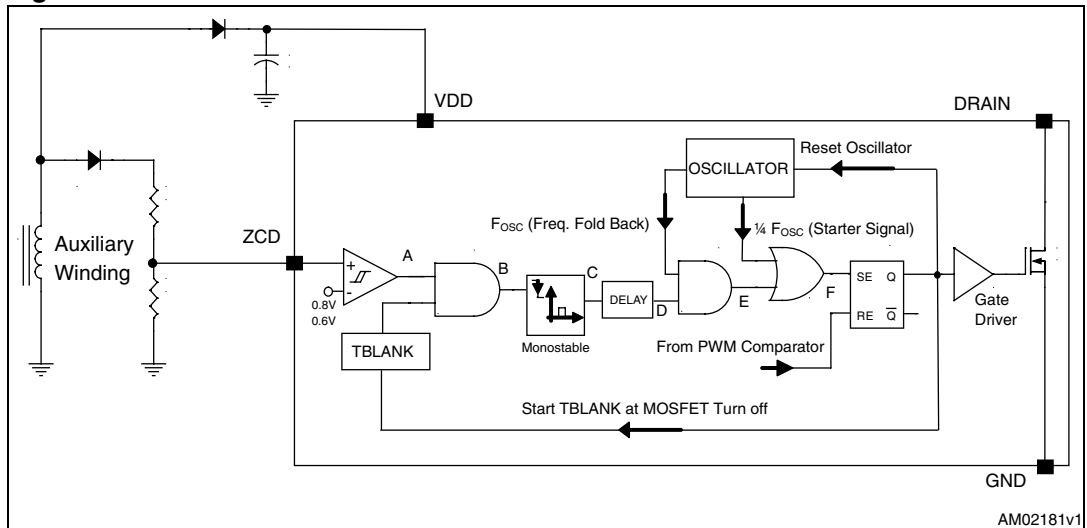 VDD
DRAIN
Reset Oscillator
OSCILLATOR
FOSC (Freq. Fold Back)
¼ FOSC (Starter Signal)
Auxiliary
Winding
ZCD
A
B
C
D
E
F
+
-
0.8V
0.6V
TBLANK
Monostable
DELAY
SE Q
RE Q̅
Gate
Driver
From PWM Comparator
Start TBLANK at MOSFET Turn off
GND
AM02181v1